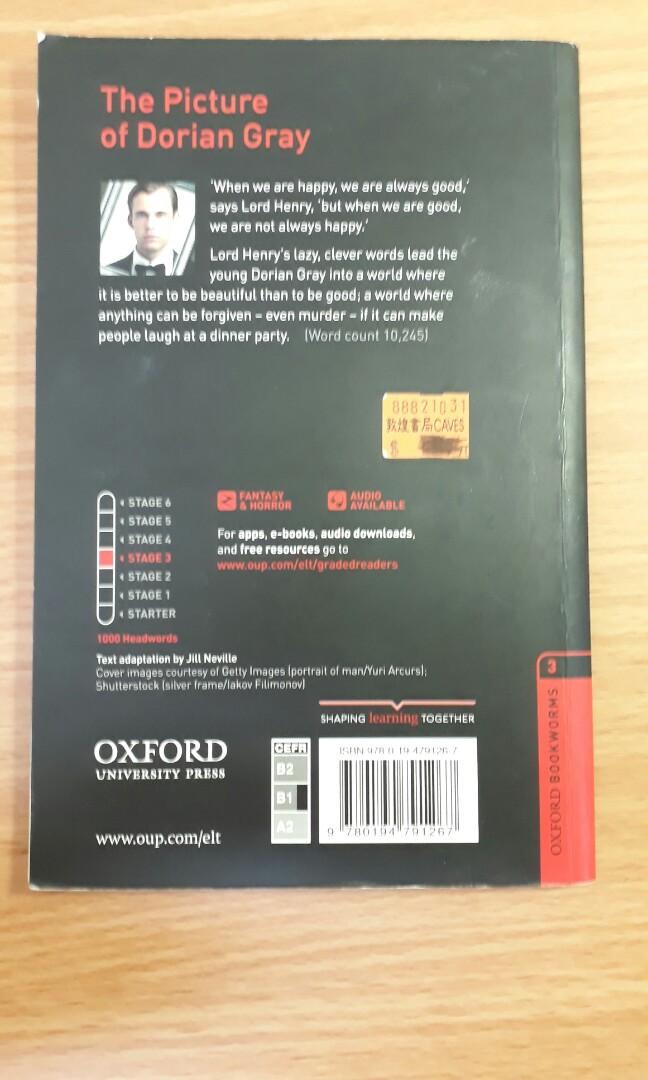 The Picture
of Dorian Gray
‘When we are happy, we are always good,’
says Lord Henry, ‘but when we are good,
we are not always happy.’
Lord Henry's lazy, clever words lead the
young Dorian Gray into a world where
it is better to be beautiful than to be good; a world where
anything can be forgiven – even murder – if it can make
people laugh at a dinner party. (Word count 10,245)
88821031
敦煌書局CAVES
$
STAGE 6
STAGE 5
STAGE 4
STAGE 3
STAGE 2
STAGE 1
STARTER
1000 Headwords
FANTASY
& HORROR
AUDIO
AVAILABLE
For apps, e-books, audio downloads,
and free resources go to
www.oup.com/elt/gradedreaders
Text adaptation by Jill Neville
Cover images courtesy of Getty Images (portrait of man/Yuri Arcurs);
Shutterstock (silver frame/Iakov Filimonov)
SHAPING learning TOGETHER
OXFORD
UNIVERSITY PRESS
www.oup.com/elt
CEFR
B2
B1
A2
ISBN 978-0-19-479126-7
9 780194 791267
3
OXFORD BOOKWORMS